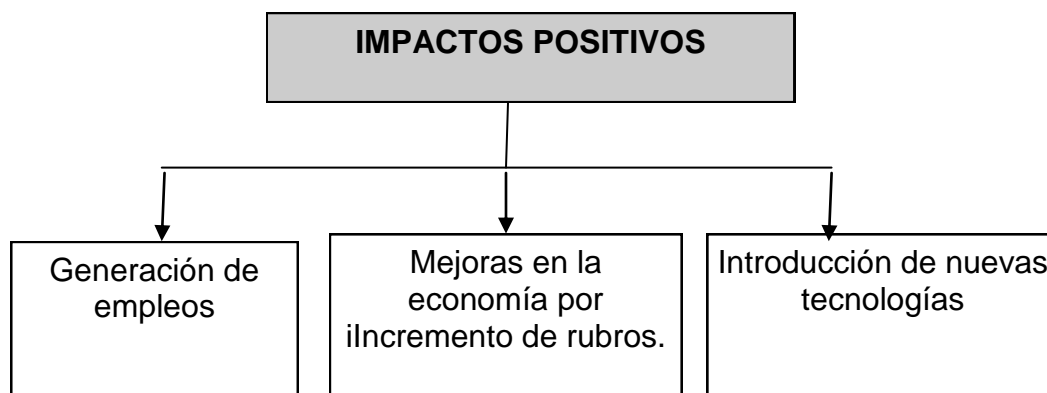 IMPACTOS POSITIVOS
Generación de
empleos
Mejoras en la
economía por
iIncremento de rubros.
Introducción de nuevas
tecnologías